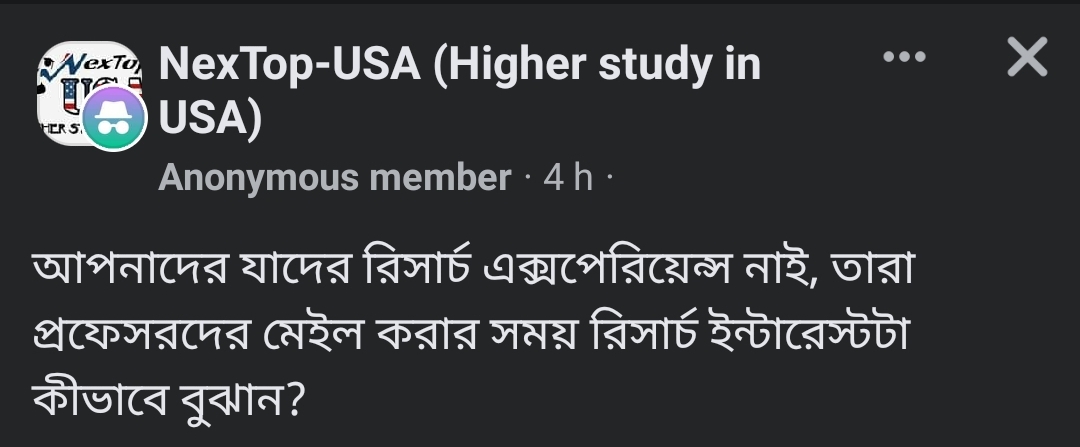 NexTop-USA (Higher study in
USA)
Anonymous member · 4 h ·
আপনাদের যাদের রিসার্চ এক্সপেরিয়েন্স নাই, তারা
প্রফেসরদের মেইল করার সময় রিসার্চ ইন্টারেস্টটা
কীভাবে বুঝান?